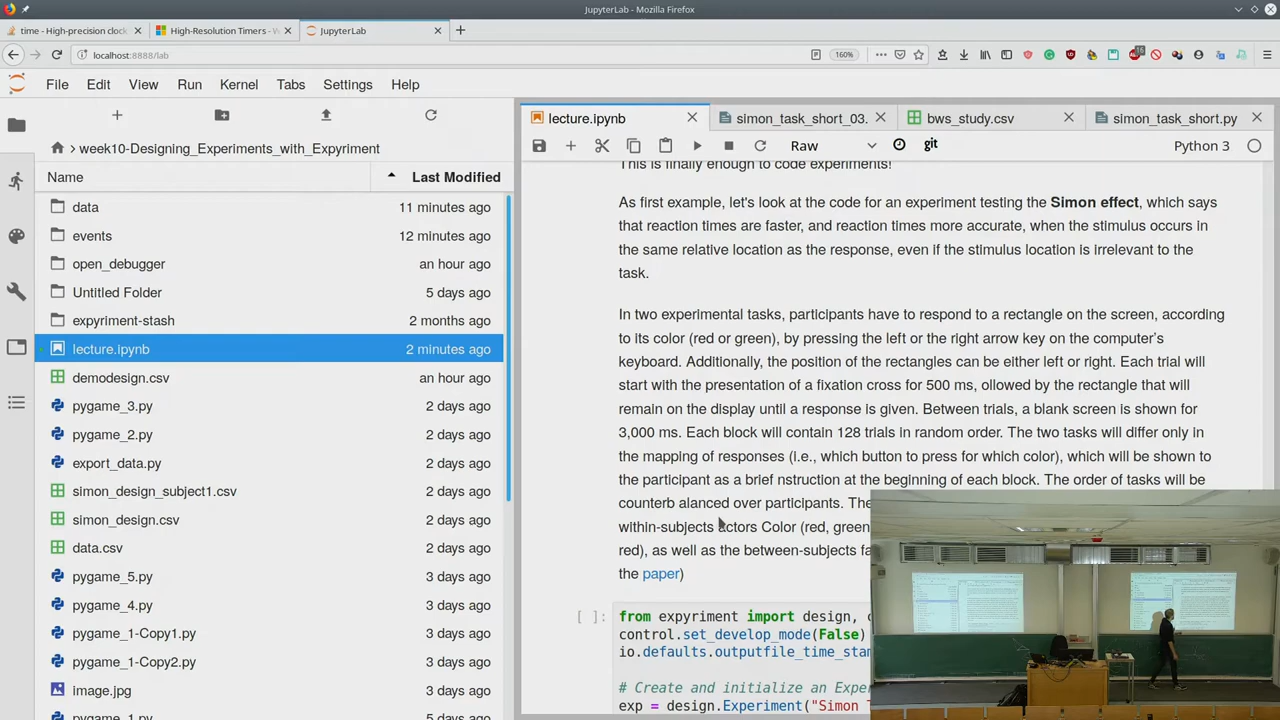 JupyterLab - Mozilla Firefox
time - High-precision clock
High-Resolution Timers - W
JupyterLab
localhost:8888/lab
160%
File Edit View Run Kernel Tabs Settings Help
week10-Designing_Experiments_with_Expyriment
Name Last Modified
data 11 minutes ago
events 12 minutes ago
open_debugger an hour ago
Untitled Folder 5 days ago
expyriment-stash 2 months ago
lecture.ipynb 2 minutes ago
demodesign.csv an hour ago
pygame_3.py 2 days ago
pygame_2.py 2 days ago
export_data.py 2 days ago
simon_design_subject1.csv 2 days ago
simon_design.csv 2 days ago
data.csv 2 days ago
pygame_5.py 3 days ago
pygame_4.py 3 days ago
pygame_1-Copy1.py 3 days ago
pygame_1-Copy2.py 3 days ago
image.jpg 3 days ago
pygame_1.py 5 days ago
lecture.ipynb simon_task_short_03. bws_study.csv simon_task_short.py
Raw git Python 3
This is finally enough to code experiments!
As first example, let's look at the code for an experiment testing the Simon effect, which says
that reaction times are faster, and reaction times more accurate, when the stimulus occurs in
the same relative location as the response, even if the stimulus location is irrelevant to the
task.
In two experimental tasks, participants have to respond to a rectangle on the screen, according
to its color (red or green), by pressing the left or the right arrow key on the computer's
keyboard. Additionally, the position of the rectangles can be either left or right. Each trial will
start with the presentation of a fixation cross for 500 ms, ollowed by the rectangle that will
remain on the display until a response is given. Between trials, a blank screen is shown for
3,000 ms. Each block will contain 128 trials in random order. The two tasks will differ only in
the mapping of responses (i.e., which button to press for which color), which will be shown to
the participant as a brief nstruction at the beginning of each block. The order of tasks will be
counterb alanced over participants. The
within-subjects actors Color (red, green
red), as well as the between-subjects fa
the paper)
[ ]: from expyriment import design, c
control.set_develop_mode(False)
io.defaults.outputfile_time_stam
# Create and initialize an Exper
exp = design.Experiment("Simon T